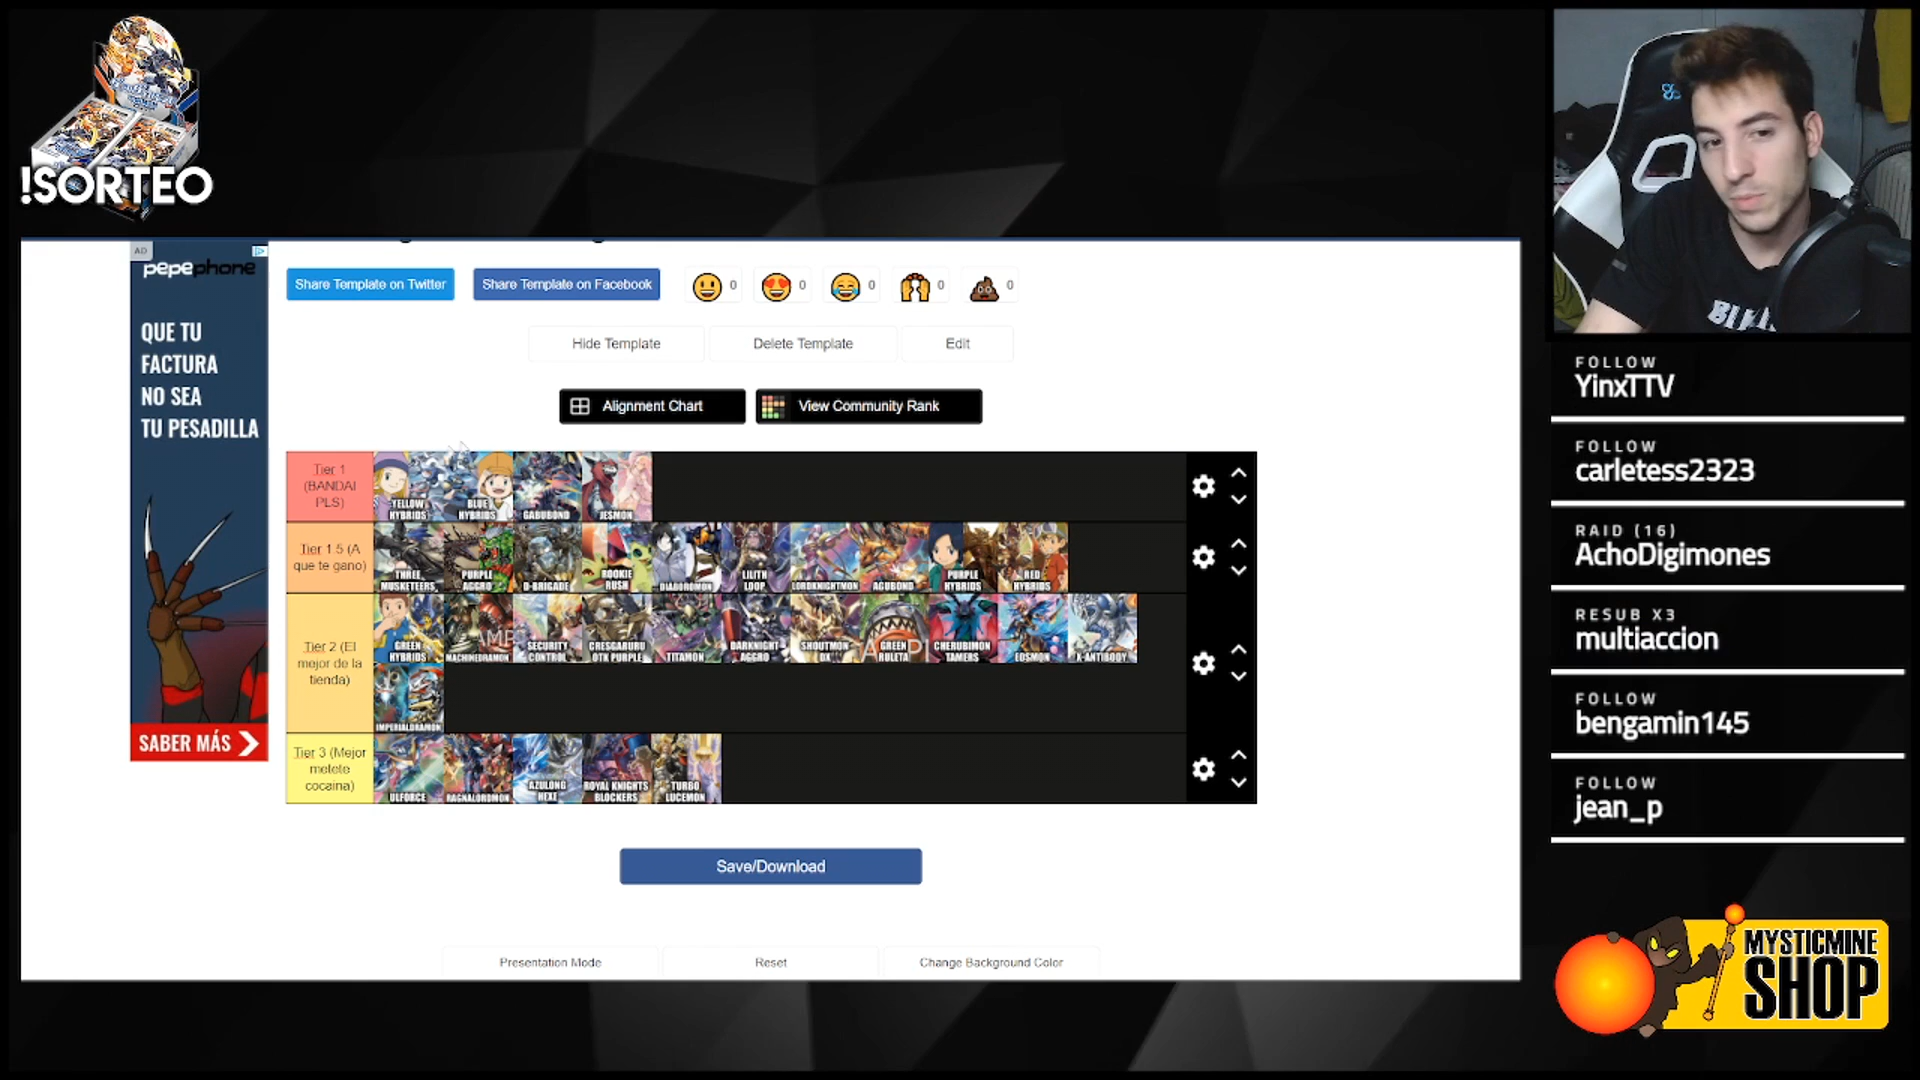 !SORTEO
AD
pepephone
QUE TU
FACTURA
NO SEA
TU PESADILLA
SABER MÁS
Share Template on Twitter
Share Template on Facebook
0
0
0
0
0
Hide Template
Delete Template
Edit
Alignment Chart
View Community Rank
Tier 1
(BANDAI
PLS)
YELLOW
HYBRIDS
BLUE
HYBRIDS
GABUBOND
JESMON
Tier 1.5 (A
que te gano)
THREE
MUSKETEERS
PURPLE
AGGRO
D-BRIGADE
ROOKIE
RUSH
DIABOROMON
LILITH
LOOP
LORDKNIGHTMON
AGUBOND
PURPLE
HYBRIDS
RED
HYBRIDS
Tier 2 (El
mejor de la
tienda)
GREEN
HYBRIDS
MACHINEDRAMON
SECURITY
CONTROL
CRESGARURU
OTK PURPLE
TITAMON
DARKNIGHT
AGGRO
SHOUTMON
DX
GREEN
RULETA
CHERUBIMON
TAMERS
EOSMON
X-ANTIBODY
IMPERIALDRAMON
Tier 3 (Mejor
metete
cocaina)
ULFORCE
RAGNALORDMON
AZULONG
HEXE
ROYAL KNIGHTS
BLOCKERS
TURBO
LUCEMON
Save/Download
Presentation Mode
Reset
Change Background Color
FOLLOW
YinxTTV
FOLLOW
carletess2323
RAID (16)
AchoDigimones
RESUB X3
multiaccion
FOLLOW
bengamin145
FOLLOW
jean_p
MYSTICMINE
SHOP